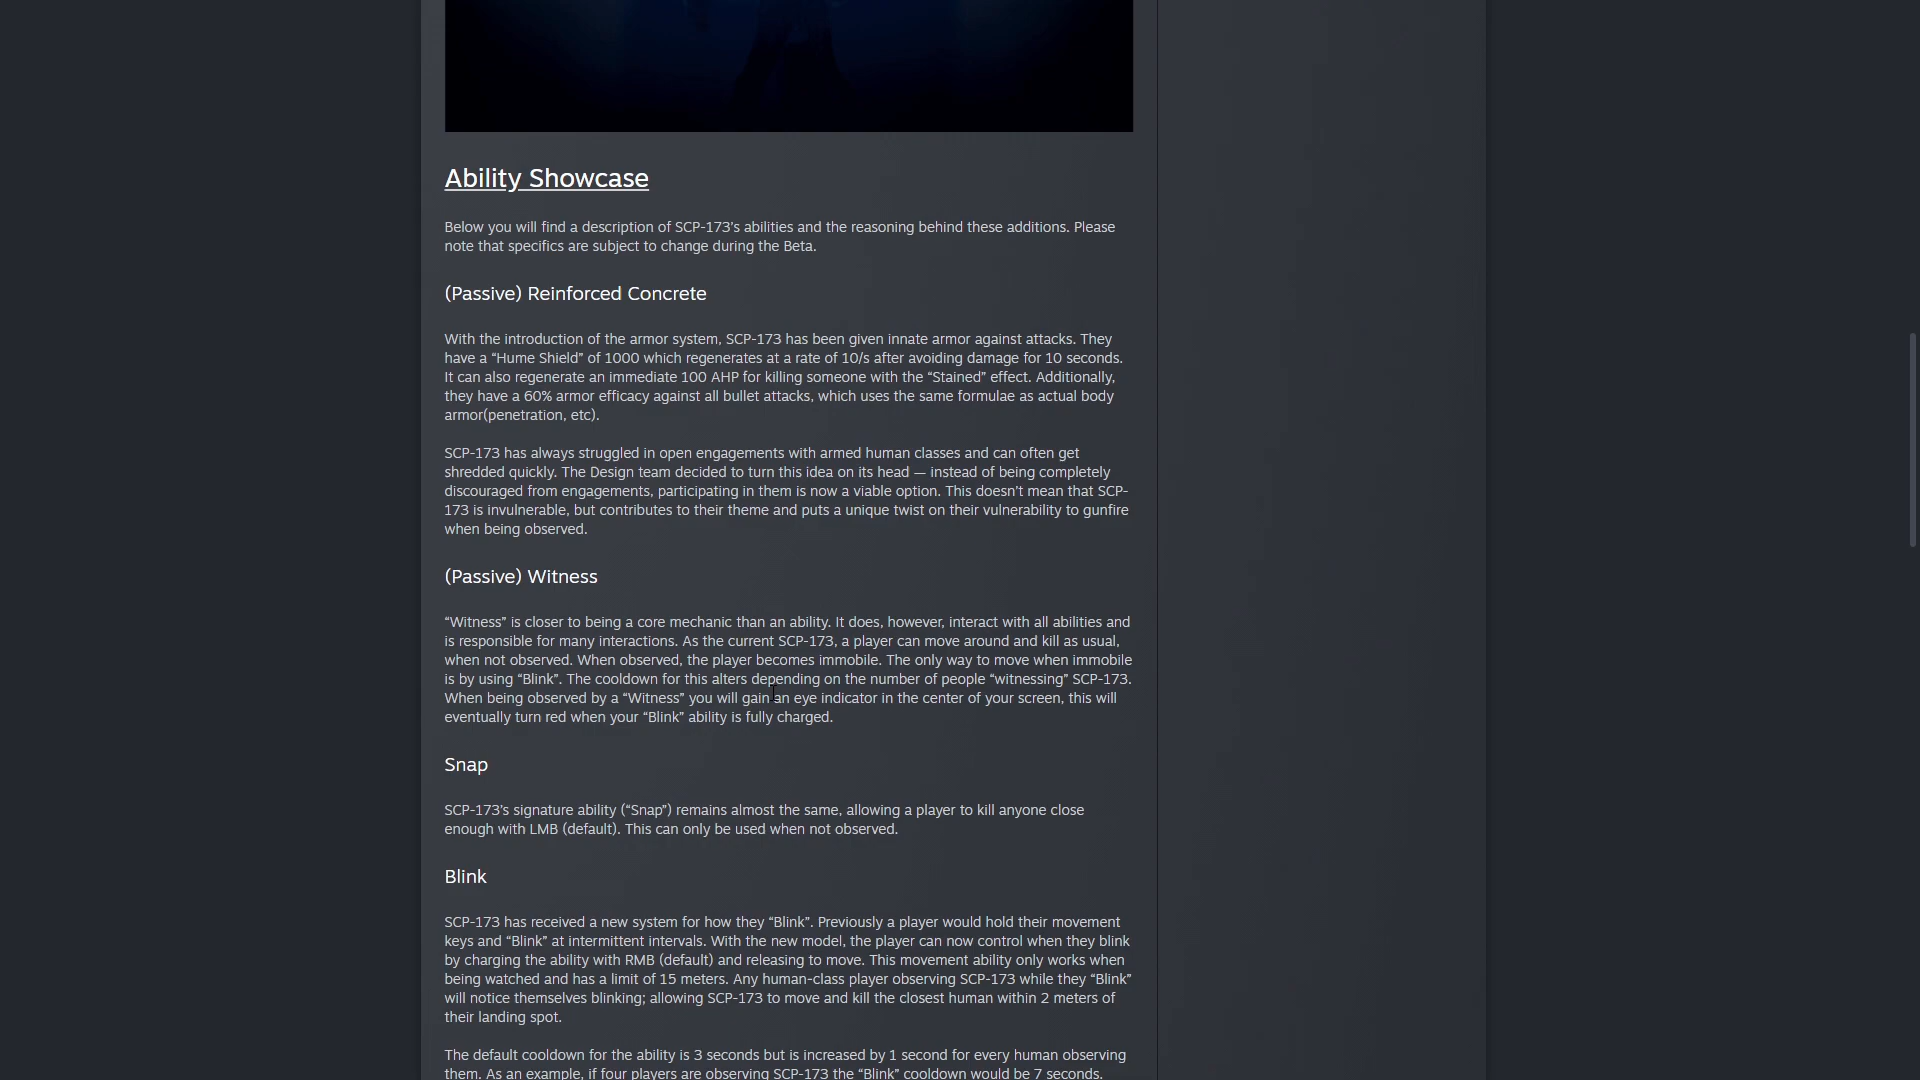 Ability Showcase
Below you will find a description of SCP-173’s abilities and the reasoning behind these additions. Please
note that specifics are subject to change during the Beta.
(Passive) Reinforced Concrete
With the introduction of the armor system, SCP-173 has been given innate armor against attacks. They
have a “Hume Shield” of 1000 which regenerates at a rate of 10/s after avoiding damage for 10 seconds.
It can also regenerate an immediate 100 AHP for killing someone with the “Stained” effect. Additionally,
they have a 60% armor efficacy against all bullet attacks, which uses the same formulae as actual body
armor(penetration, etc).
SCP-173 has always struggled in open engagements with armed human classes and can often get
shredded quickly. The Design team decided to turn this idea on its head — instead of being completely
discouraged from engagements, participating in them is now a viable option. This doesn’t mean that SCP-
173 is invulnerable, but contributes to their theme and puts a unique twist on their vulnerability to gunfire
when being observed.
(Passive) Witness
“Witness” is closer to being a core mechanic than an ability. It does, however, interact with all abilities and
is responsible for many interactions. As the current SCP-173, a player can move around and kill as usual,
when not observed. When observed, the player becomes immobile. The only way to move when immobile
is by using “Blink”. The cooldown for this alters depending on the number of people “witnessing” SCP-173.
When being observed by a “Witness” you will gain an eye indicator in the center of your screen, this will
eventually turn red when your “Blink” ability is fully charged.
Snap
SCP-173’s signature ability (“Snap”) remains almost the same, allowing a player to kill anyone close
enough with LMB (default). This can only be used when not observed.
Blink
SCP-173 has received a new system for how they “Blink”. Previously a player would hold their movement
keys and “Blink” at intermittent intervals. With the new model, the player can now control when they blink
by charging the ability with RMB (default) and releasing to move. This movement ability only works when
being watched and has a limit of 15 meters. Any human-class player observing SCP-173 while they “Blink”
will notice themselves blinking; allowing SCP-173 to move and kill the closest human within 2 meters of
their landing spot.
The default cooldown for the ability is 3 seconds but is increased by 1 second for every human observing
them. As an example, if four players are observing SCP-173 the “Blink” cooldown would be 7 seconds.